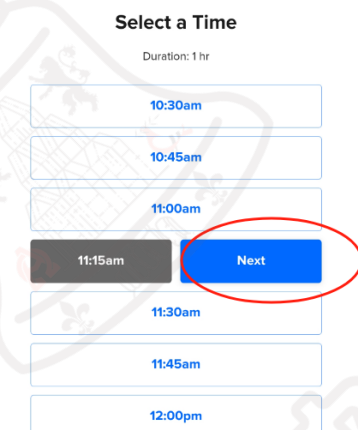 Select a Time
Duration: 1 hr
10:30am
10:45am
11:00am
11:15am Next
11:30am
11:45am
12:00pm